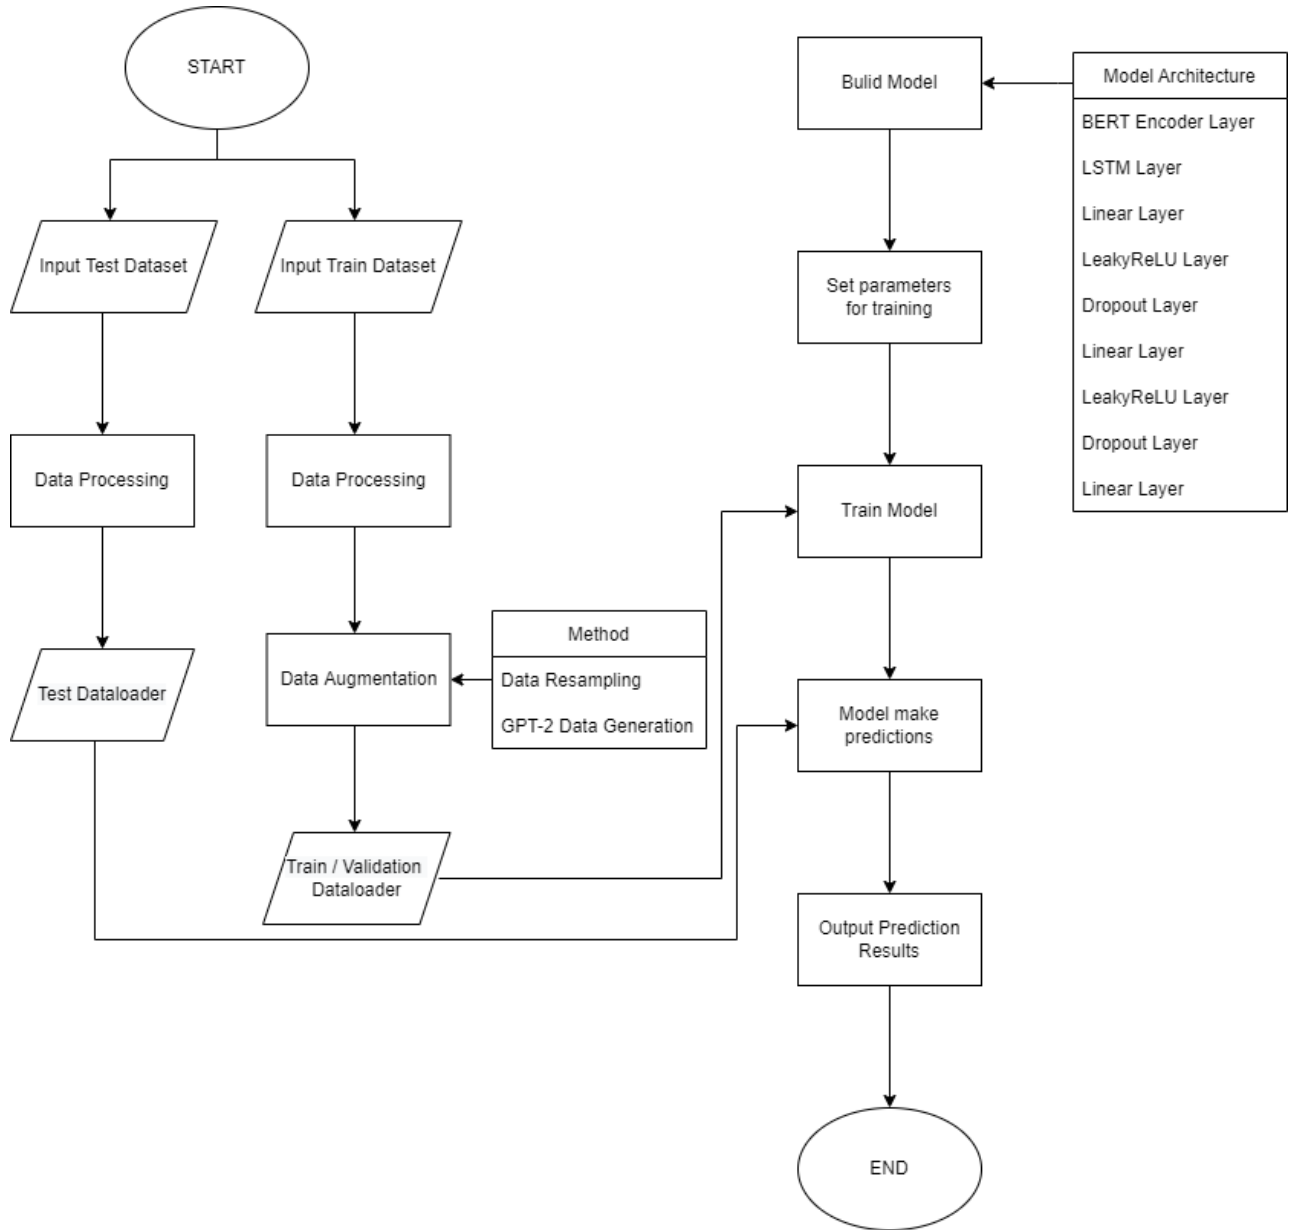 START
Input Test Dataset
Input Train Dataset
Data Processing
Data Processing
Test Dataloader
Data Augmentation
Method
Data Resampling
GPT-2 Data Generation
Train / Validation
Dataloader
Bulid Model
Model Architecture
BERT Encoder Layer
LSTM Layer
Linear Layer
LeakyReLU Layer
Dropout Layer
Linear Layer
LeakyReLU Layer
Dropout Layer
Linear Layer
Set parameters
for training
Train Model
Model make
predictions
Output Prediction
Results
END